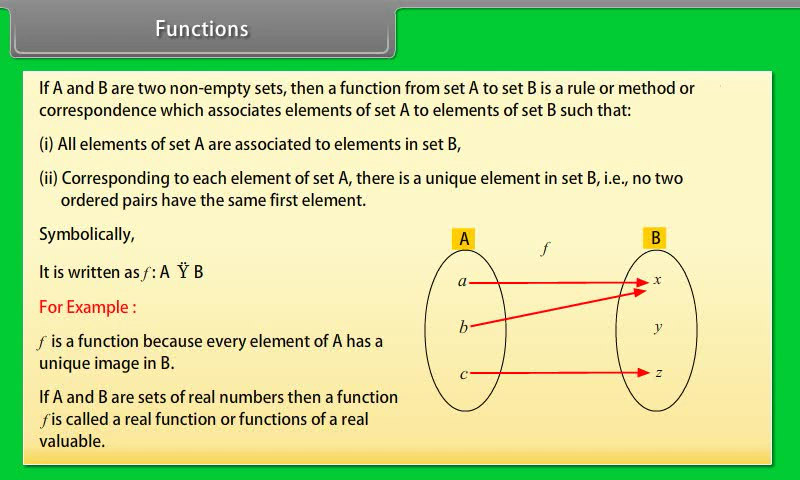 Functions
If A and B are two non-empty sets, then a function from set A to set B is a rule or method or
correspondence which associates elements of set A to elements of set B such that:
(i) All elements of set A are associated to elements in set B,
(ii) Corresponding to each element of set A, there is a unique element in set B, i.e., no two
ordered pairs have the same first element.
Symbolically,
It is written as f : A Ϋ B
For Example :
f is a function because every element of A has a
unique image in B.
If A and B are sets of real numbers then a function
f is called a real function or functions of a real
valuable.
A f B
a x
b y
c z